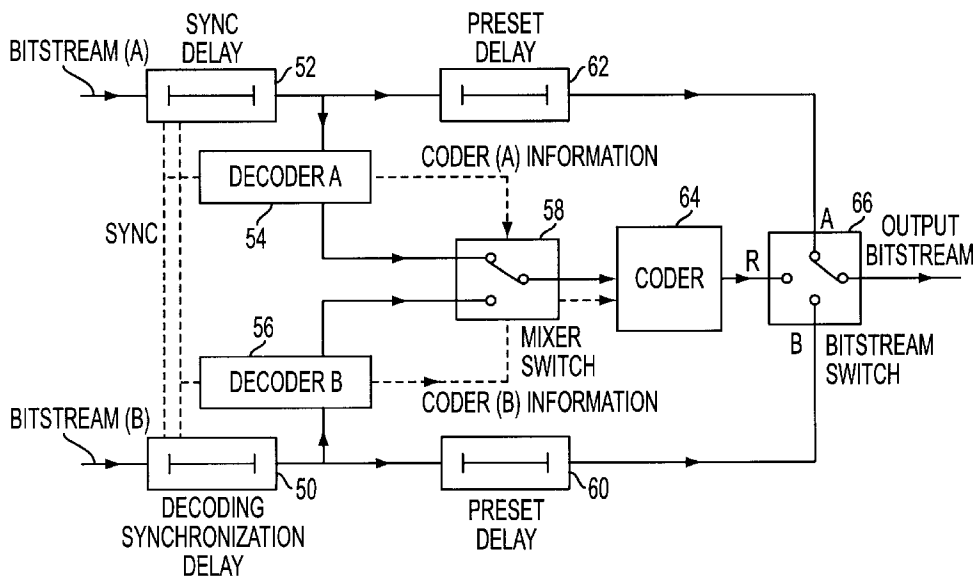 SYNC
DELAY
PRESET
DELAY
BITSTREAM (A)
52
62
DECODER A
CODER (A) INFORMATION
54
58
64
A
66
OUTPUT
BITSTREAM
SYNC
R
CODER
56
MIXER
SWITCH
B
BITSTREAM
SWITCH
DECODER B
CODER (B) INFORMATION
BITSTREAM (B)
50
60
DECODING
SYNCHRONIZATION
DELAY
PRESET
DELAY